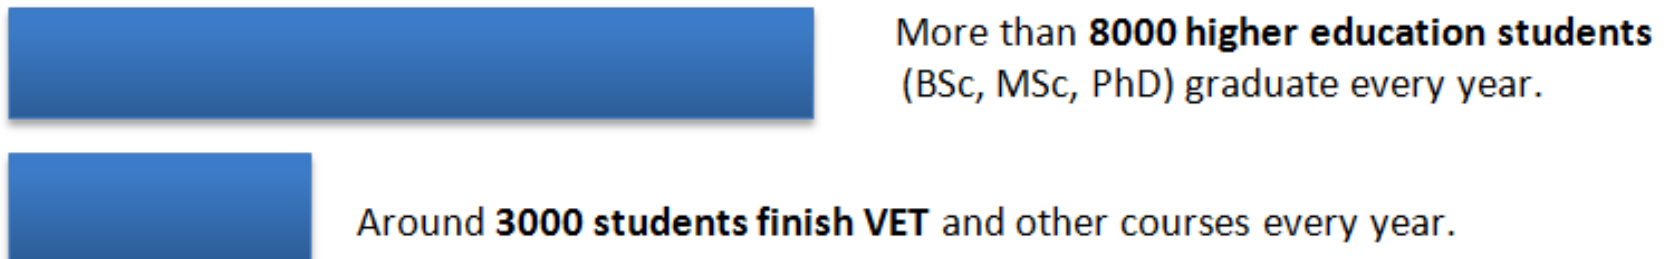 More than 8000 higher education students
(BSc, MSc, PhD) graduate every year.
Around 3000 students finish VET and other courses every year.